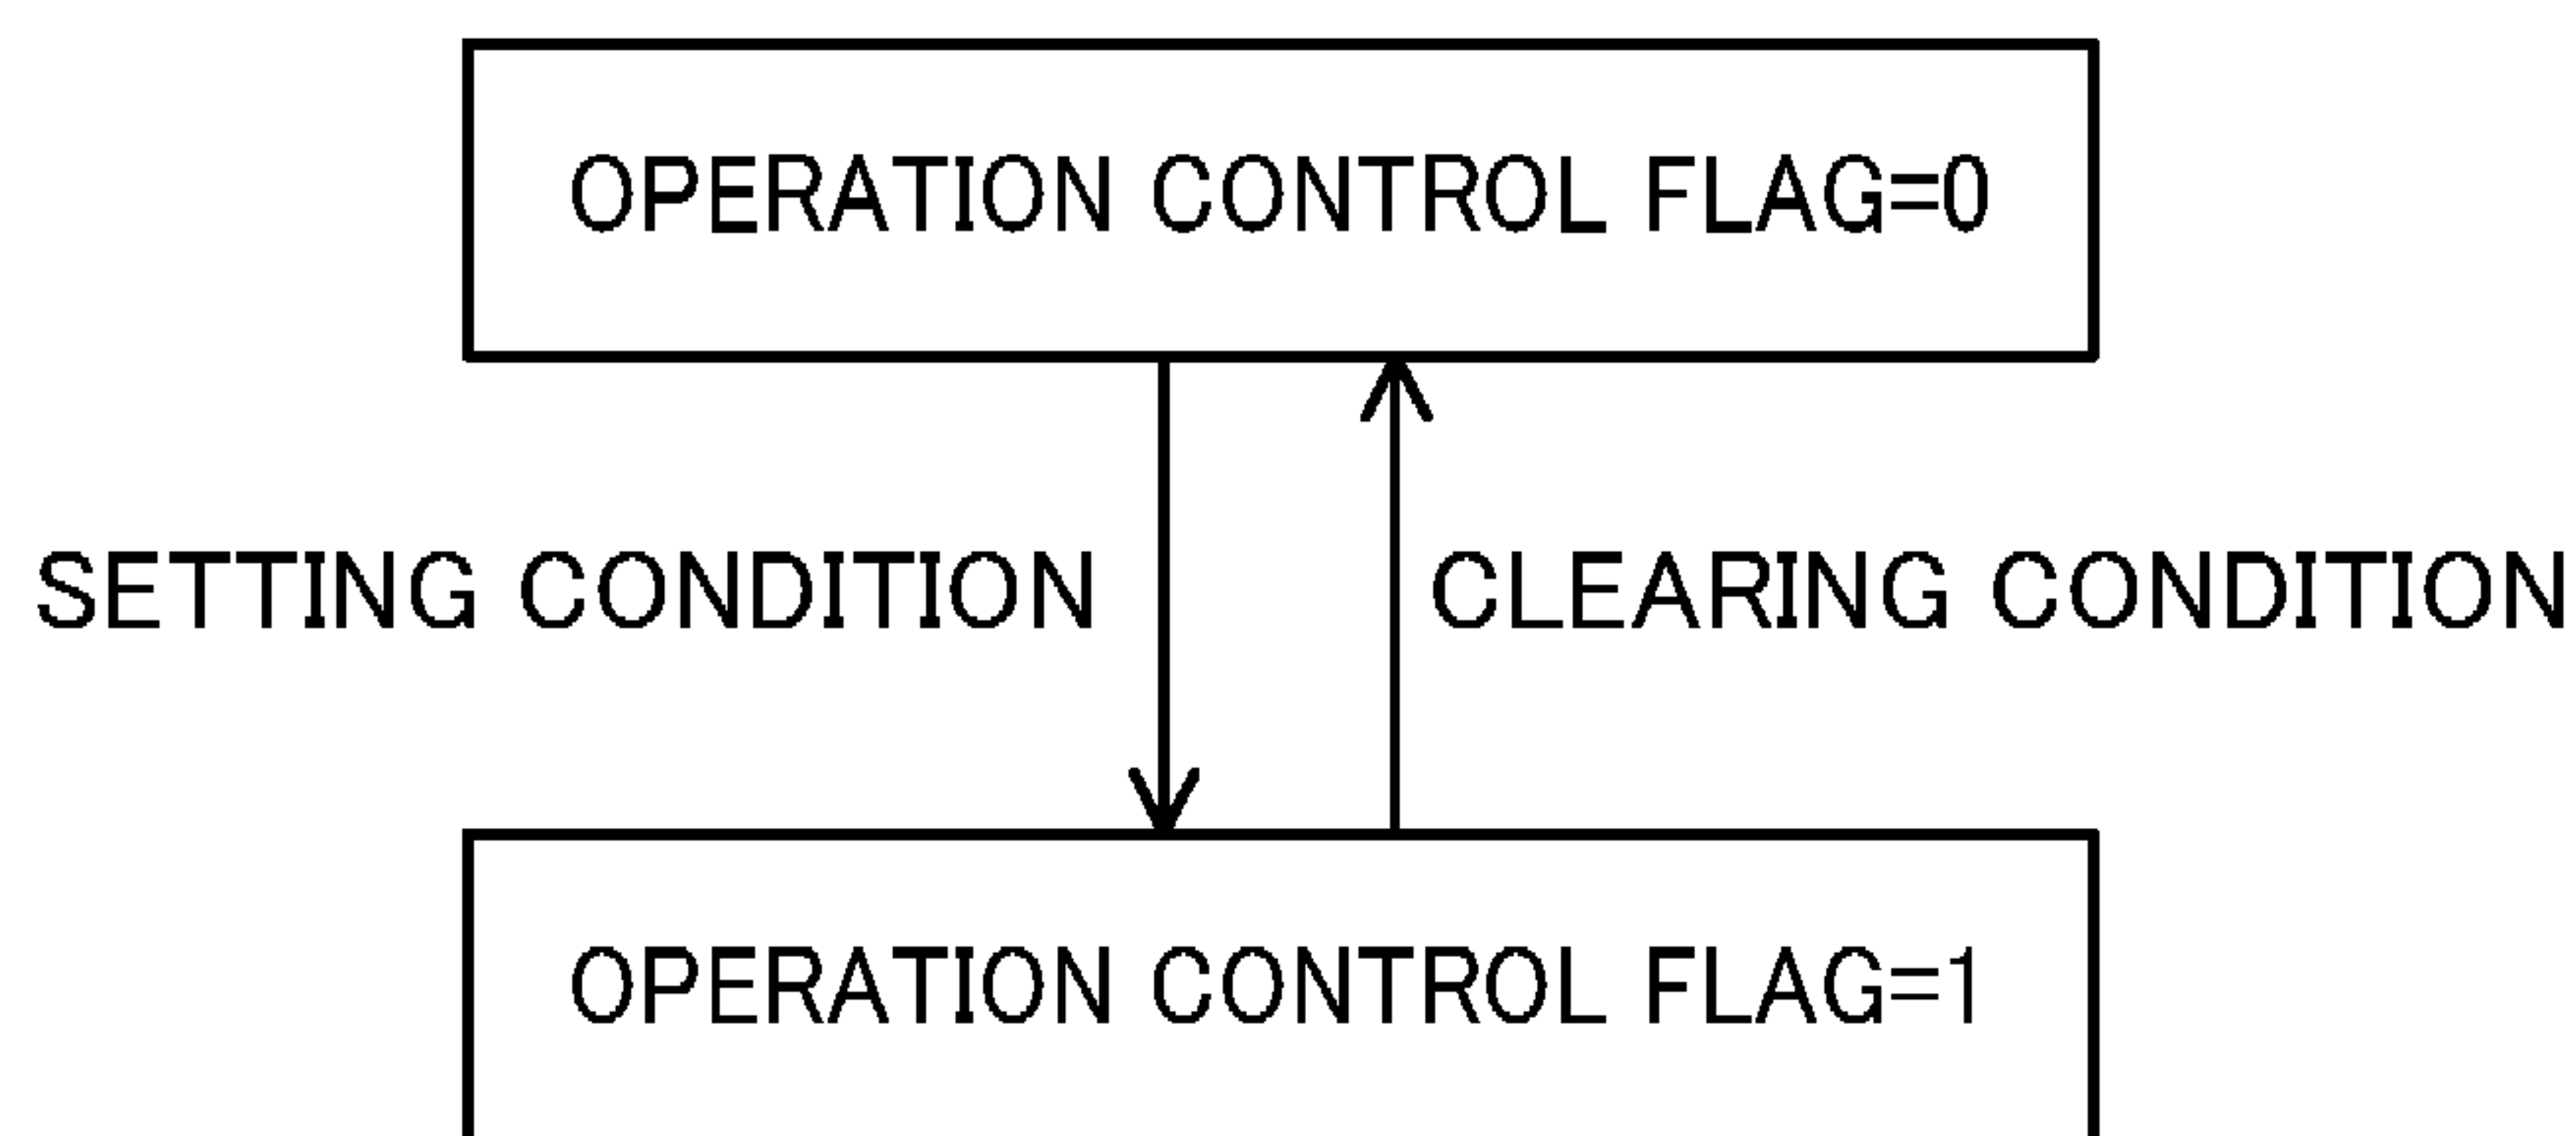 OPERATION CONTROL FLAG=0
SETTING CONDITION
CLEARING CONDITION
OPERATION CONTROL FLAG=1